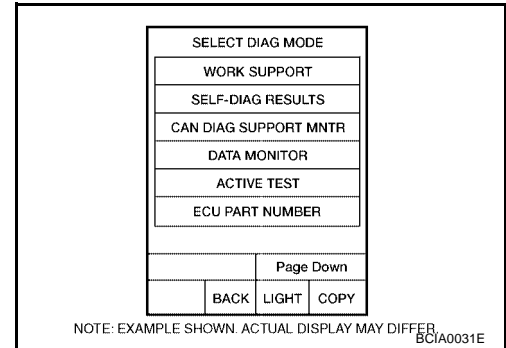 SELECT DIAG MODE
WORK SUPPORT
SELF-DIAG RESULTS
CAN DIAG SUPPORT MNTR
DATA MONITOR
ACTIVE TEST
ECU PART NUMBER
Page Down
BACK LIGHT COPY
NOTE: EXAMPLE SHOWN. ACTUAL DISPLAY MAY DIFFER.
BCIA0031E